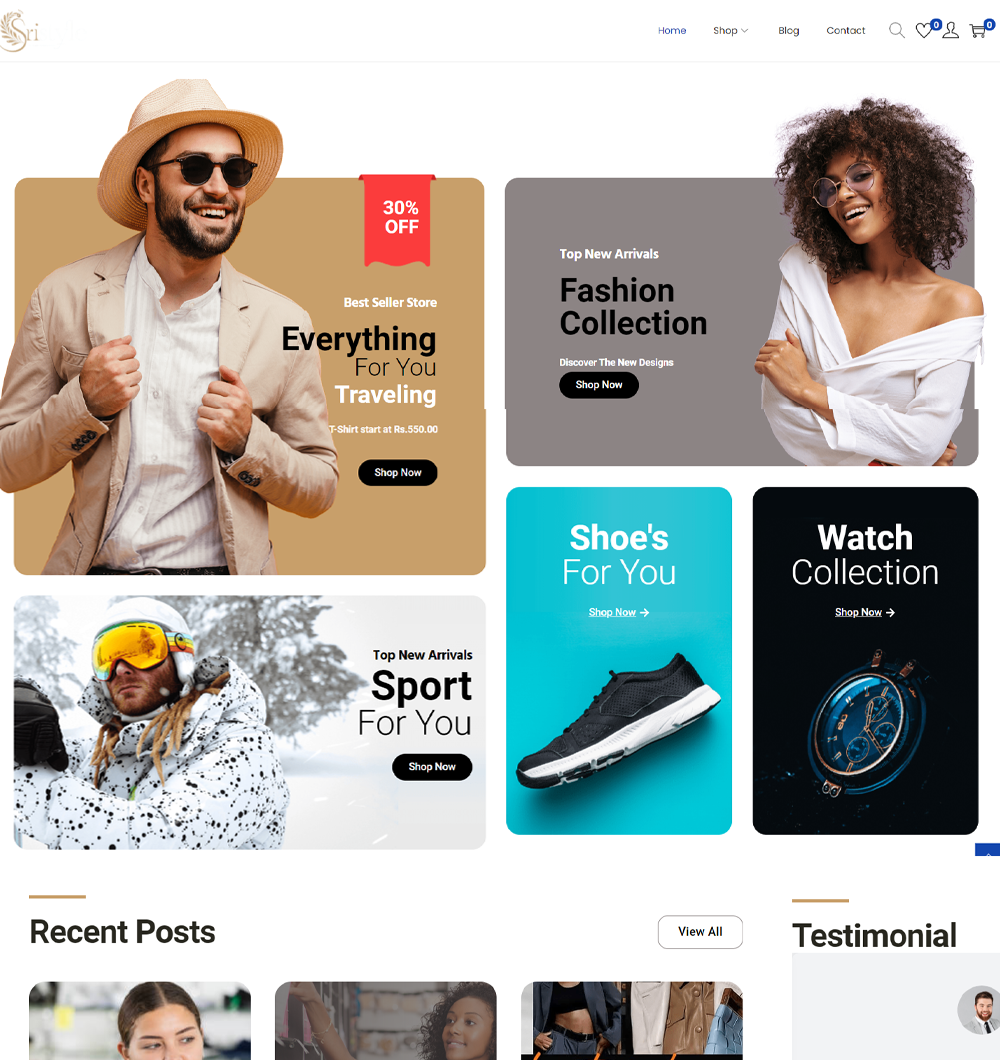 Sri
Home
Shop
Blog
Contact
0
0
30%
OFF
Best Seller Store
Everything
For You
Traveling
T-Shirt start at Rs.550.00
Shop Now
Top New Arrivals
Fashion
Collection
Discover The New Designs
Shop Now
Shoe's
For You
Shop Now
Watch
Collection
Shop Now
Top New Arrivals
Sport
For You
Shop Now
Recent Posts
View All
Testimonial